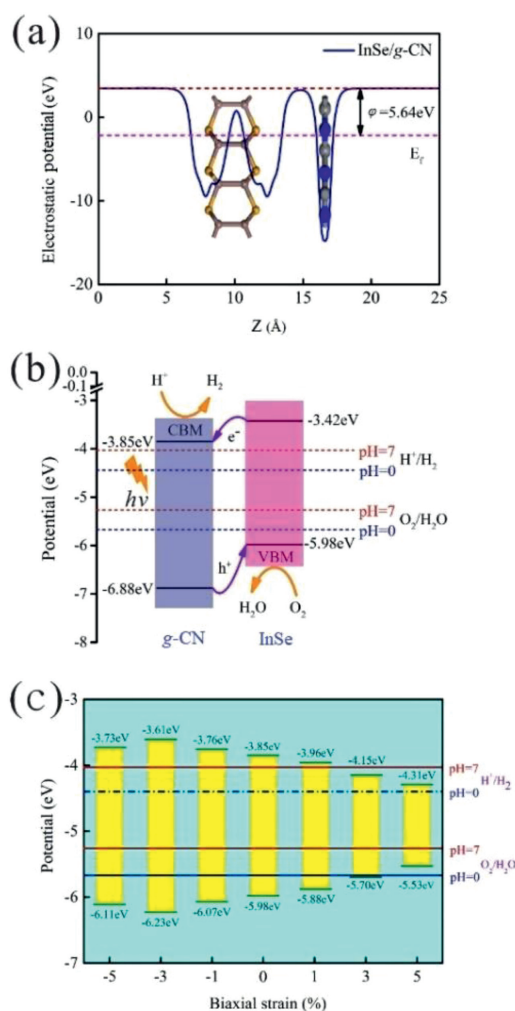 (a)
InSe/g-CN
φ=5.64eV
E_f
10
0
-10
-20
Electrostatic potential (eV)
0 5 10 15 20 25
Z (Å)
(b)
H⁺ H₂
0.0
-0.1
-3
-4
-5
-6
-7
-8
Potential (eV)
CBM
e⁻
-3.42eV
-3.85eV
pH=7
H⁺/H₂
pH=0
hν
pH=7
O₂/H₂O
pH=0
-5.98eV
VBM
h⁺
-6.88eV
H₂O O₂
g-CN InSe
(c)
-3
-4
-5
-6
-7
Potential (eV)
-3.73eV -3.61eV -3.76eV -3.85eV -3.96eV -4.15eV -4.31eV
pH=7
H⁺/H₂
pH=0
pH=7
O₂/H₂O
pH=0
-6.11eV -6.23eV -6.07eV -5.98eV -5.88eV -5.70eV -5.53eV
-5 -3 -1 0 1 3 5
Biaxial strain (%)